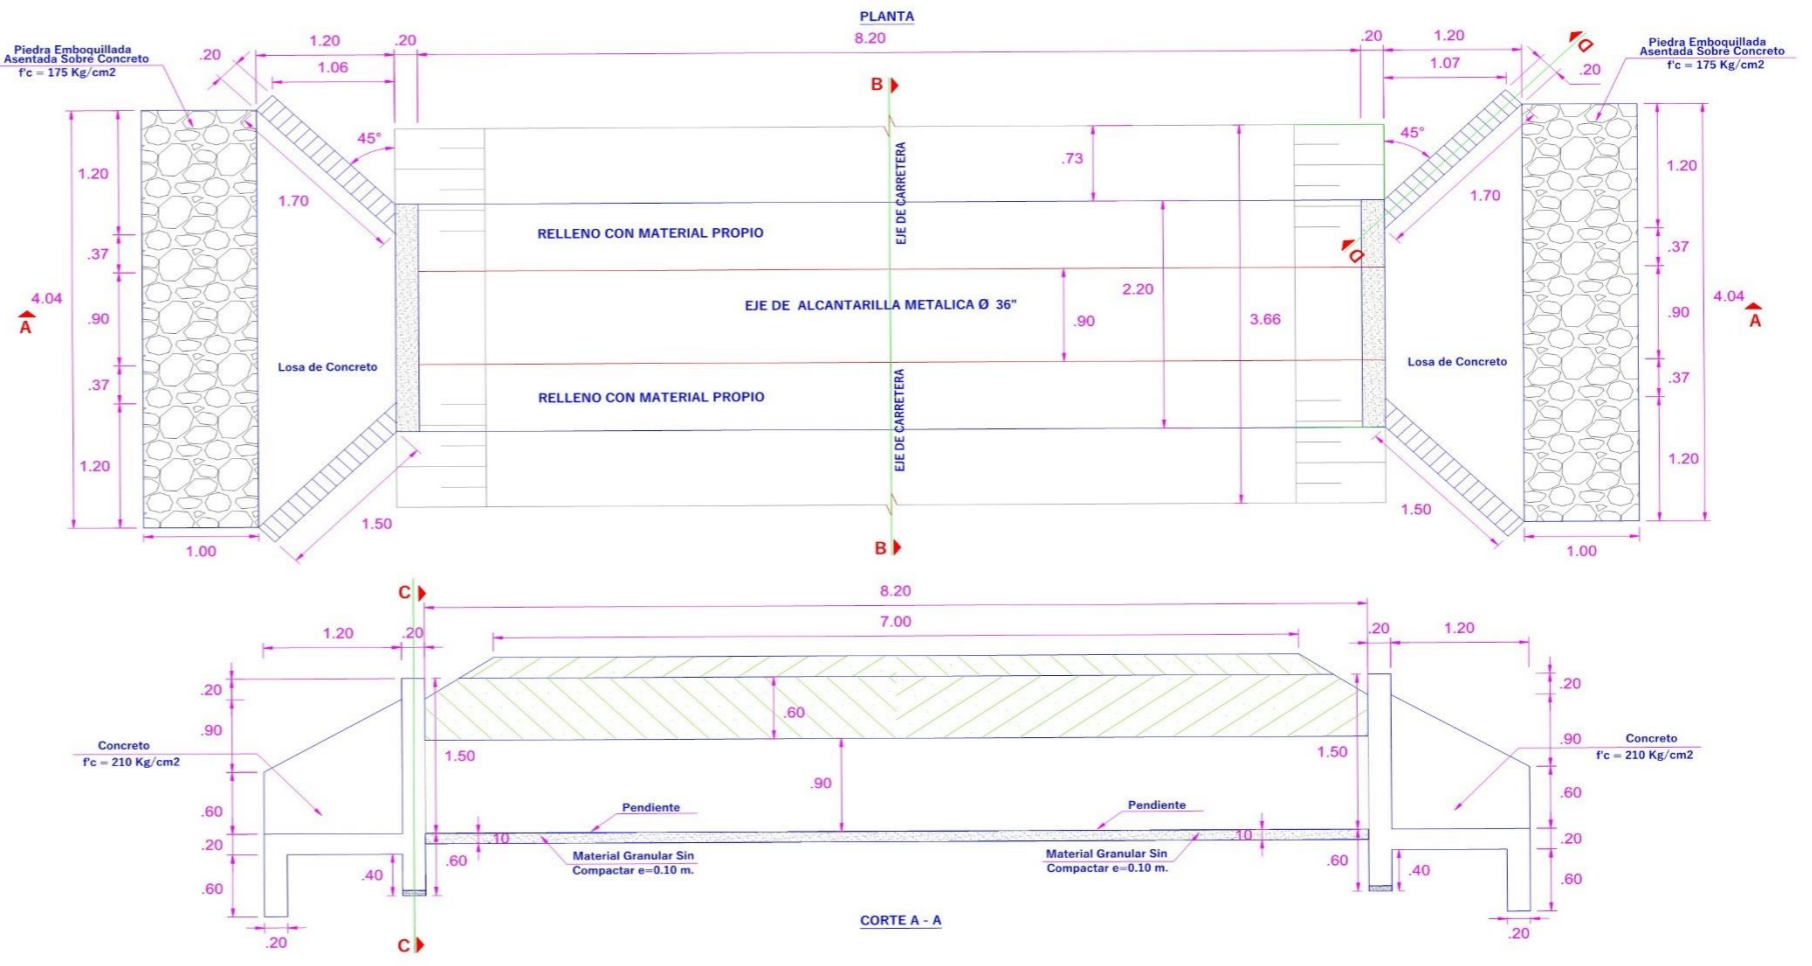 PLANTA
Piedra Emboquillada
Asentada Sobre Concreto
f'c = 175 Kg/cm2
.20
1.20
.20
8.20
.20
1.20
D
.20
Piedra Emboquillada
Asentada Sobre Concreto
f'c = 175 Kg/cm2
1.06
1.07
B
45°
45°
.73
1.20
1.20
1.70
1.70
EJE DE CARRETERA
RELLENO CON MATERIAL PROPIO
D
.37
.37
4.04
A
.90
EJE DE ALCANTARILLA METALICA Ø 36"
.90
2.20
3.66
.90
4.04
A
Losa de Concreto
Losa de Concreto
.37
.37
RELLENO CON MATERIAL PROPIO
EJE DE CARRETERA
1.20
1.20
1.50
1.50
1.00
B
1.00
C
8.20
7.00
1.20
.20
.20
1.20
.20
.20
.90
.60
.90
Concreto
f'c = 210 Kg/cm2
1.50
1.50
Concreto
f'c = 210 Kg/cm2
.60
.90
.60
Pendiente
Pendiente
.20
.10
.10
.20
.60
Material Granular Sin
Compactar e=0.10 m.
Material Granular Sin
Compactar e=0.10 m.
.60
.60
.40
.40
.60
.20
C
CORTE A - A
.20